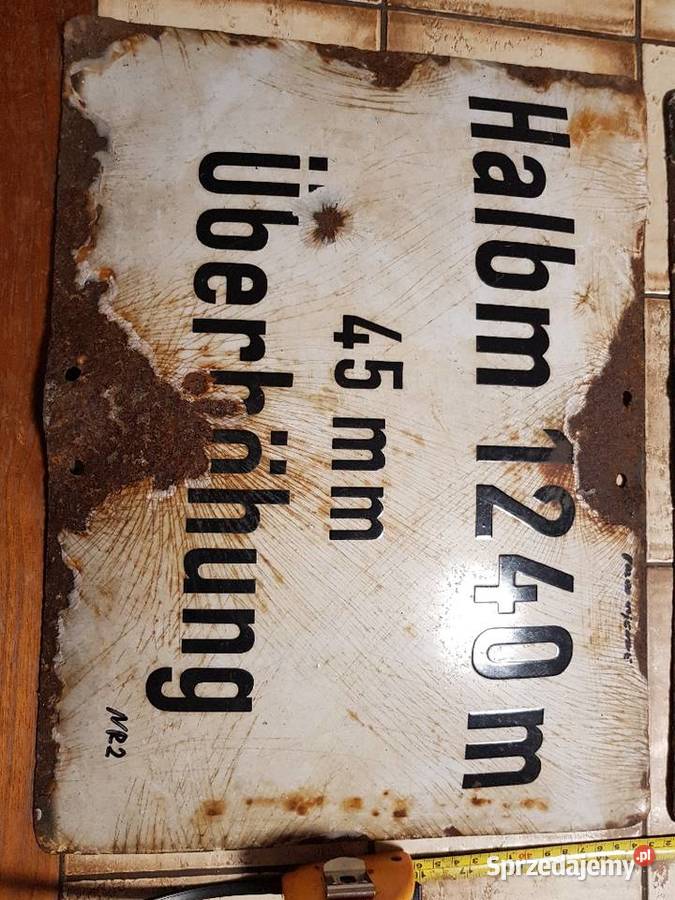 Halbm 1240 m
45 mm
Überhöhung
NR2
Sprzedajemy.pl